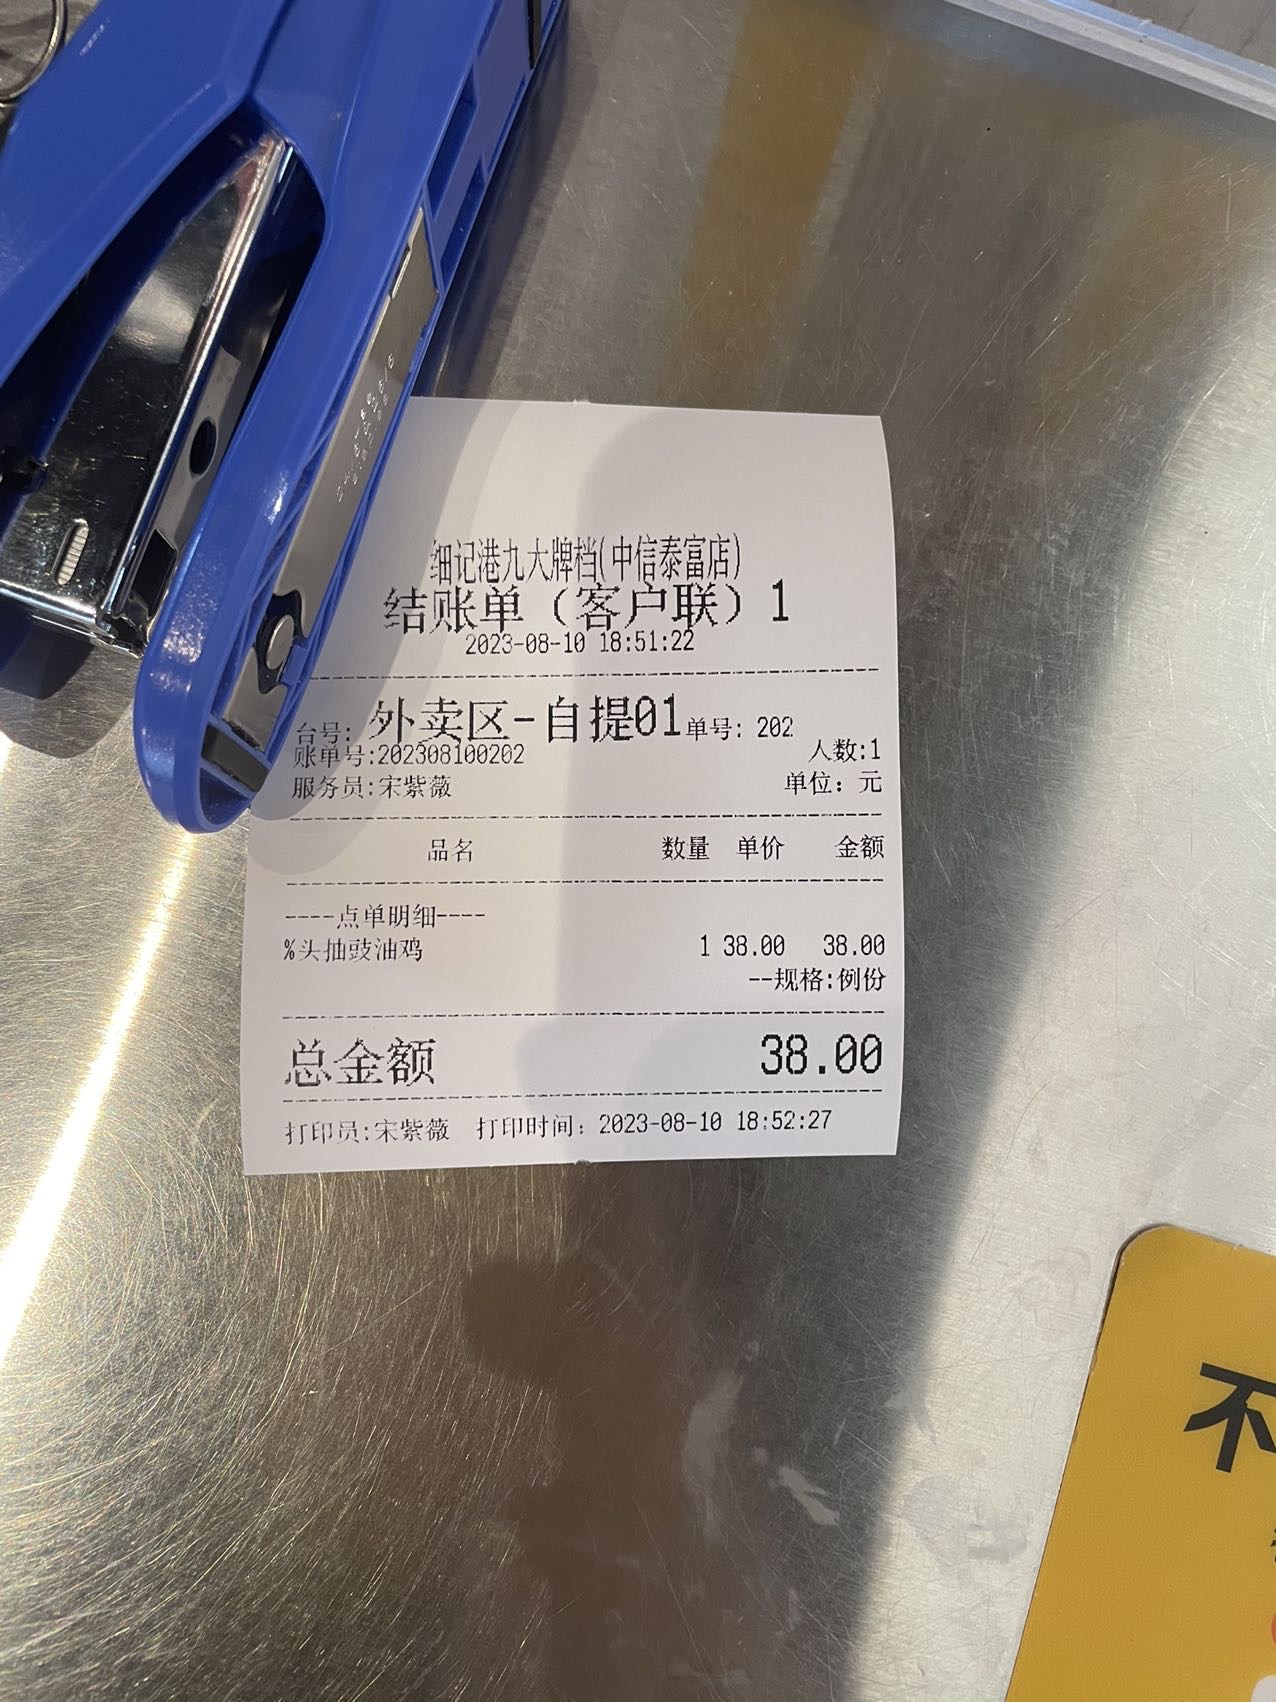 细记港九大牌档(中信泰富店)
结账单（客户联）1
2023-08-10 18:51:22
台号: 外卖区-自提01 单号: 202
账单号:202308100202 人数:1
服务员:宋紫薇 单位: 元
品名 数量 单价 金额
----点单明细----
%头抽豉油鸡 1 38.00 38.00
--规格:例份
总金额 38.00
打印员:宋紫薇 打印时间: 2023-08-10 18:52:27
不